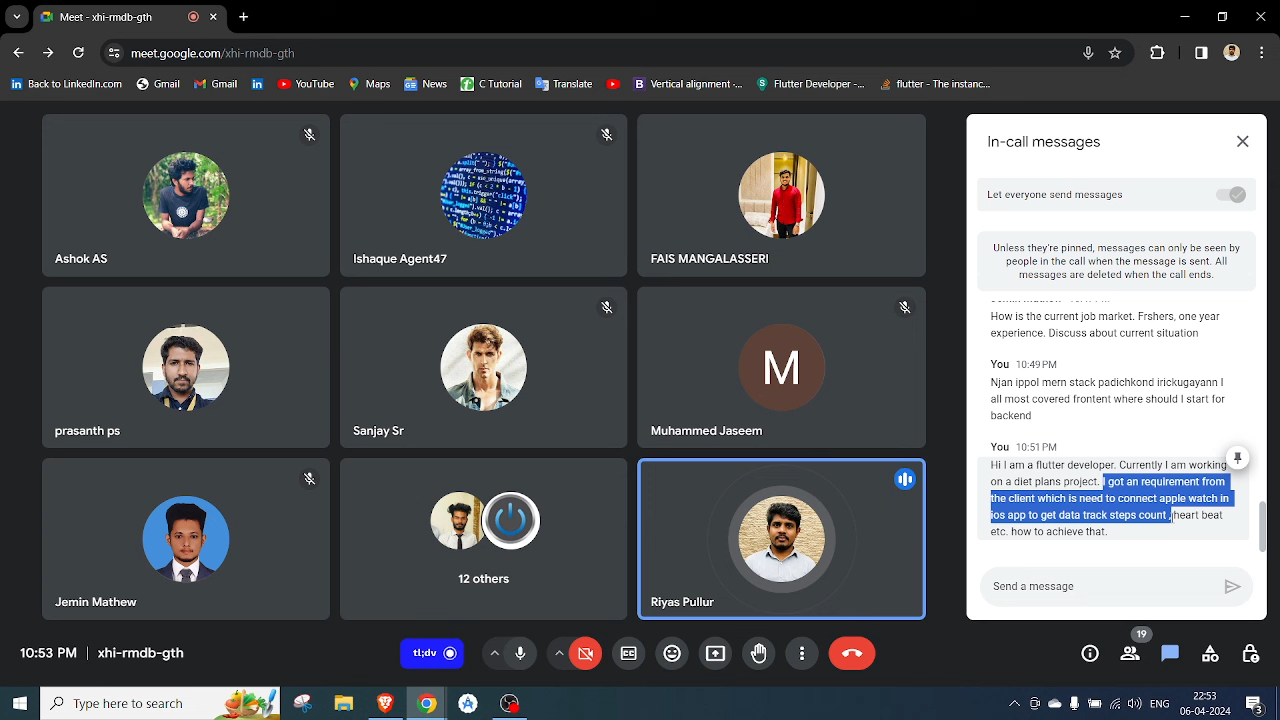 Meet - xhi-rmdb-gth
meet.google.com/xhi-rmdb-gth
Back to LinkedIn.com
Gmail
Gmail
YouTube
Maps
News
C Tutorial
Translate
Vertical alignment -...
Flutter Developer -...
flutter - The instanc...
Ashok AS
Ishaque Agent47
FAIS MANGALASSERI
prasanth ps
Sanjay Sr
M
Muhammed Jaseem
Jemin Mathew
12 others
Riyas Pullur
In-call messages
Let everyone send messages
Unless they're pinned, messages can only be seen by
people in the call when the message is sent. All
messages are deleted when the call ends.
How is the current job market. Frshers, one year
experience. Discuss about current situation
You 10:49 PM
Njan ippol mern stack padichkond irickugayann I
all most covered frontent where should I start for
backend
You 10:51 PM
Hi I am a flutter developer. Currently I am working
on a diet plans project. I got an requirement from
the client which is need to connect apple watch in
ios app to get data track steps count , heart beat
etc. how to achieve that.
Send a message
10:53 PM | xhi-rmdb-gth
tl;dv
19
Type here to search
ENG
22:53
06-04-2024
3